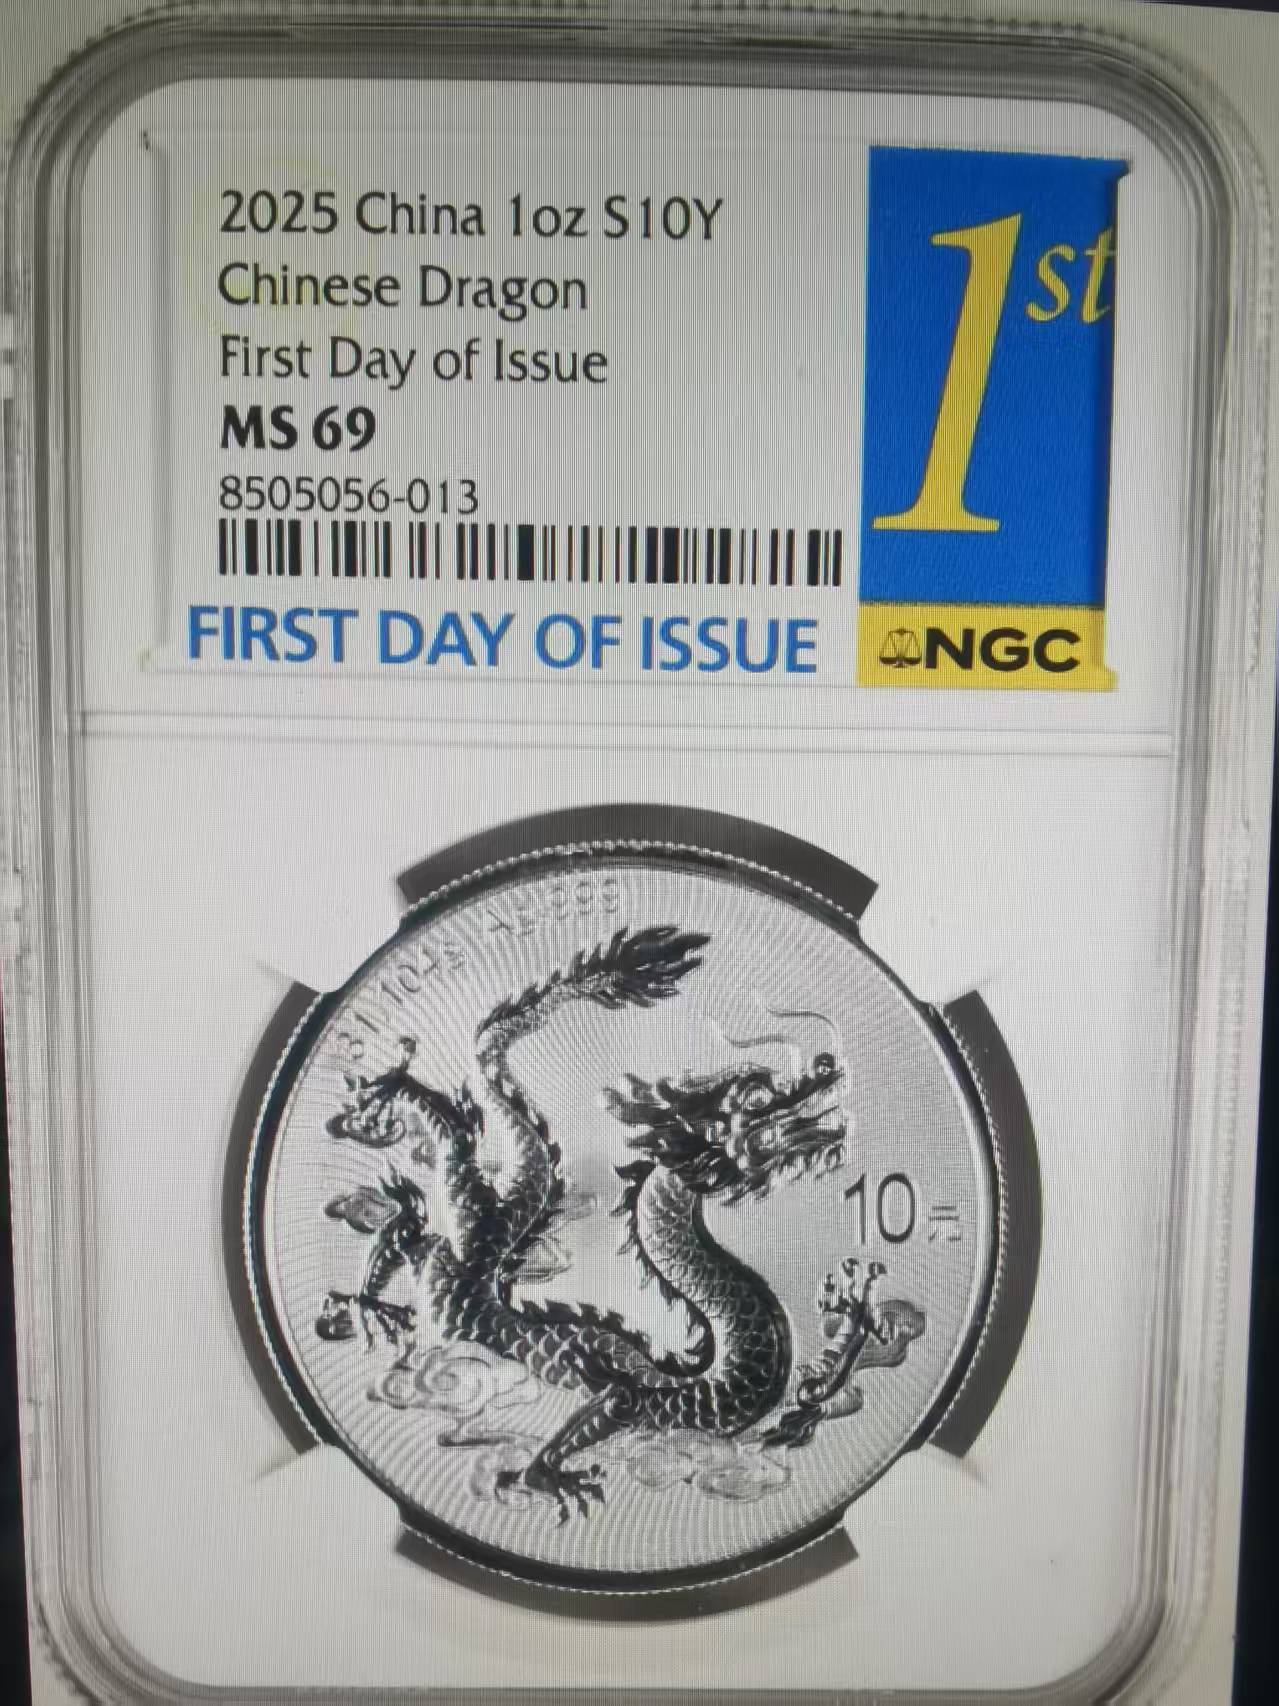 2025 China 1oz S10Y
Chinese Dragon
First Day of Issue
MS 69
8505056-013
FIRST DAY OF ISSUE
1st
NGC
10元